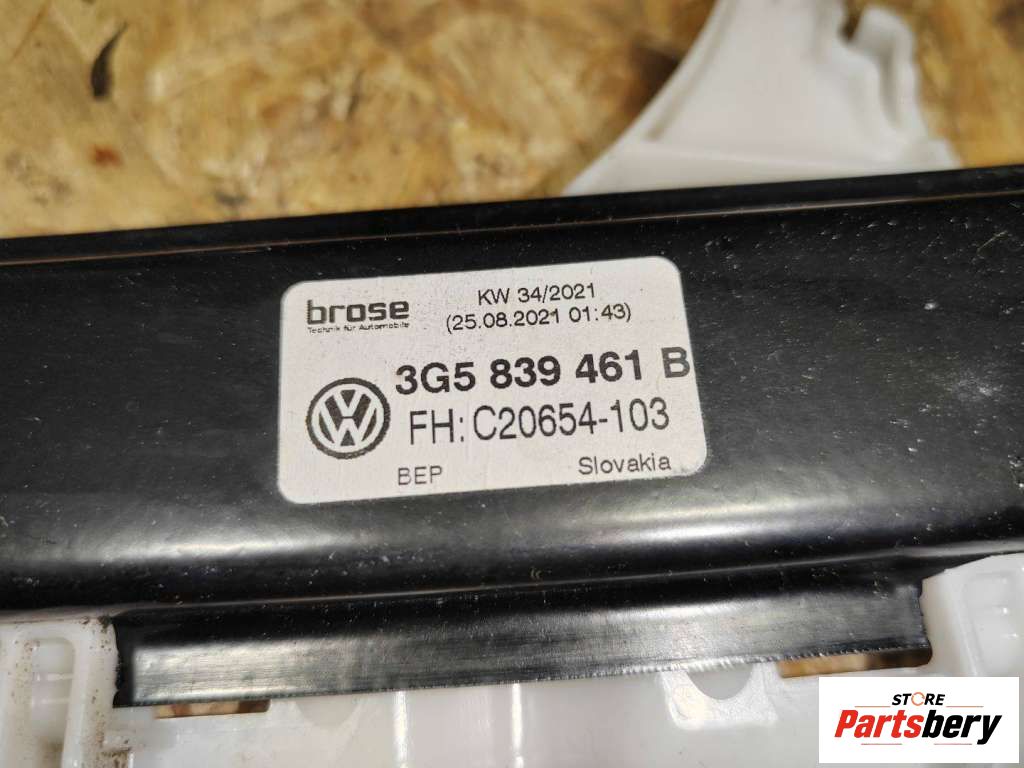 brose
Technik für Automobile
KW 34/2021
(25.08.2021 01:43)
3G5 839 461 B
FH: C20654-103
BEP
Slovakia
STORE
Partsbery